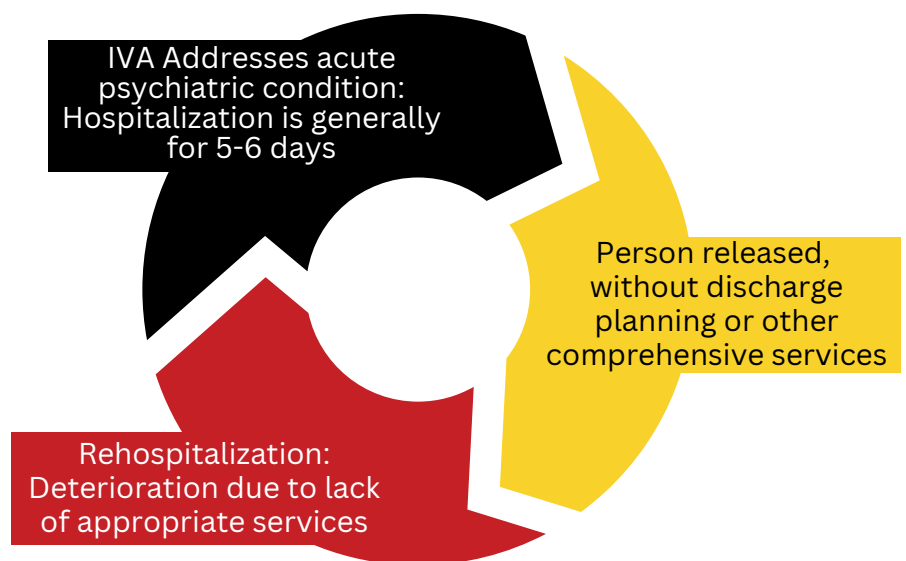 IVA Addresses acute
psychiatric condition:
Hospitalization is generally
for 5-6 days
Person released,
without discharge
planning or other
comprehensive services
Rehospitalization:
Deterioration due to lack
of appropriate services